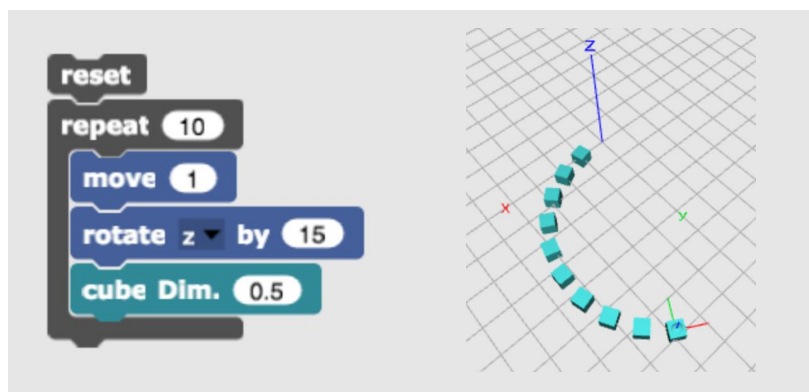 reset
repeat 10
move 1
rotate z by 15
cube Dim. 0.5
z
x
y